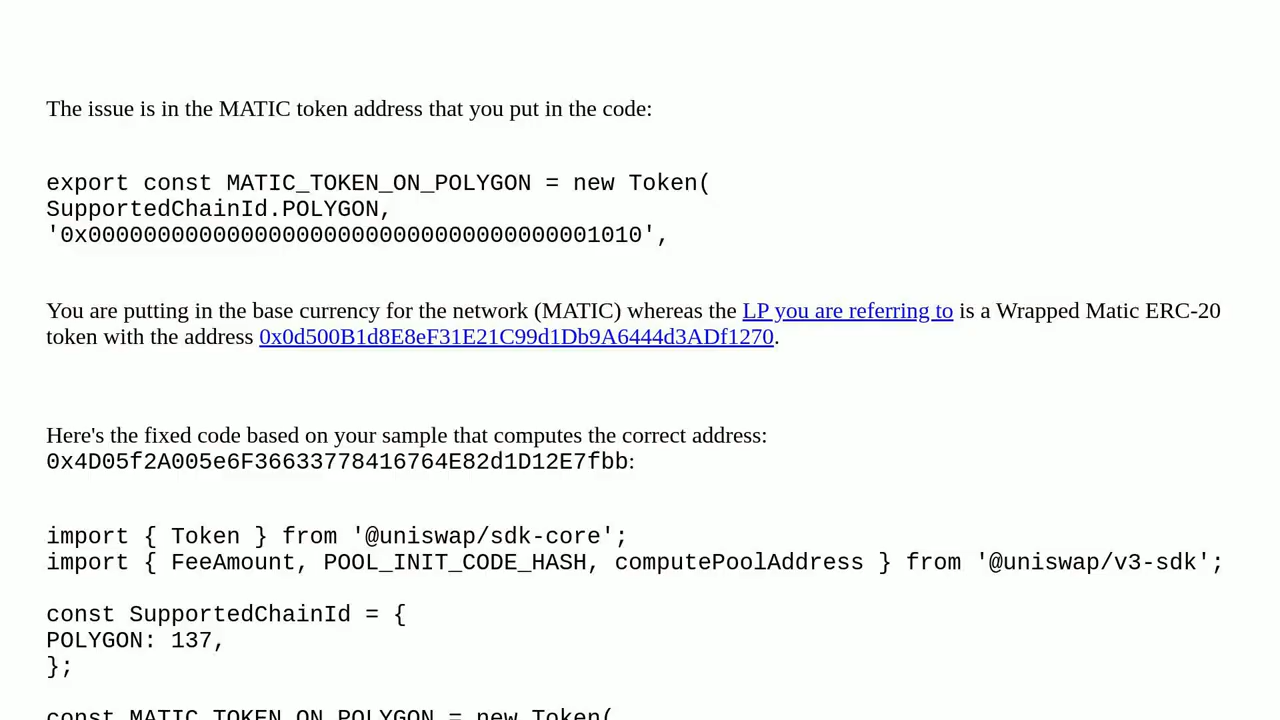 The issue is in the MATIC token address that you put in the code:
export const MATIC_TOKEN_ON_POLYGON = new Token(
SupportedChainId.POLYGON,
'0x0000000000000000000000000000000000001010',
You are putting in the base currency for the network (MATIC) whereas the LP you are referring to is a Wrapped Matic ERC-20
token with the address 0x0d500B1d8E8eF31E21C99d1Db9A6444d3ADf1270.
Here's the fixed code based on your sample that computes the correct address:
0x4D05f2A005e6F36633778416764E82d1D12E7fbb:
import { Token } from '@uniswap/sdk-core';
import { FeeAmount, POOL_INIT_CODE_HASH, computePoolAddress } from '@uniswap/v3-sdk';
const SupportedChainId = {
POLYGON: 137,
};
const MATIC_TOKEN_ON_POLYGON = new Token(